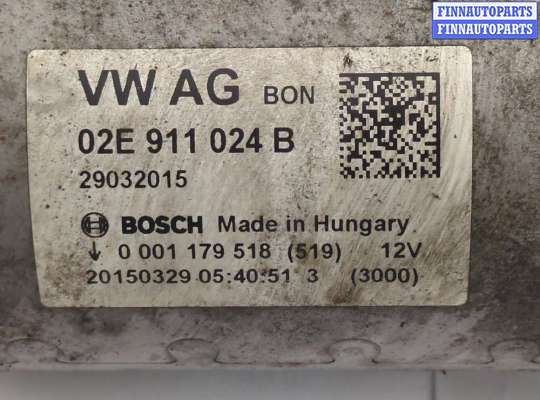 FINNAUTOPARTS
FINNAUTOPARTS
VW AG BON
02E 911 024 B
29032015
BOSCH Made in Hungary
↓ 0 001 179 518 (519) 12V
20150329 05:40:51 3 (3000)